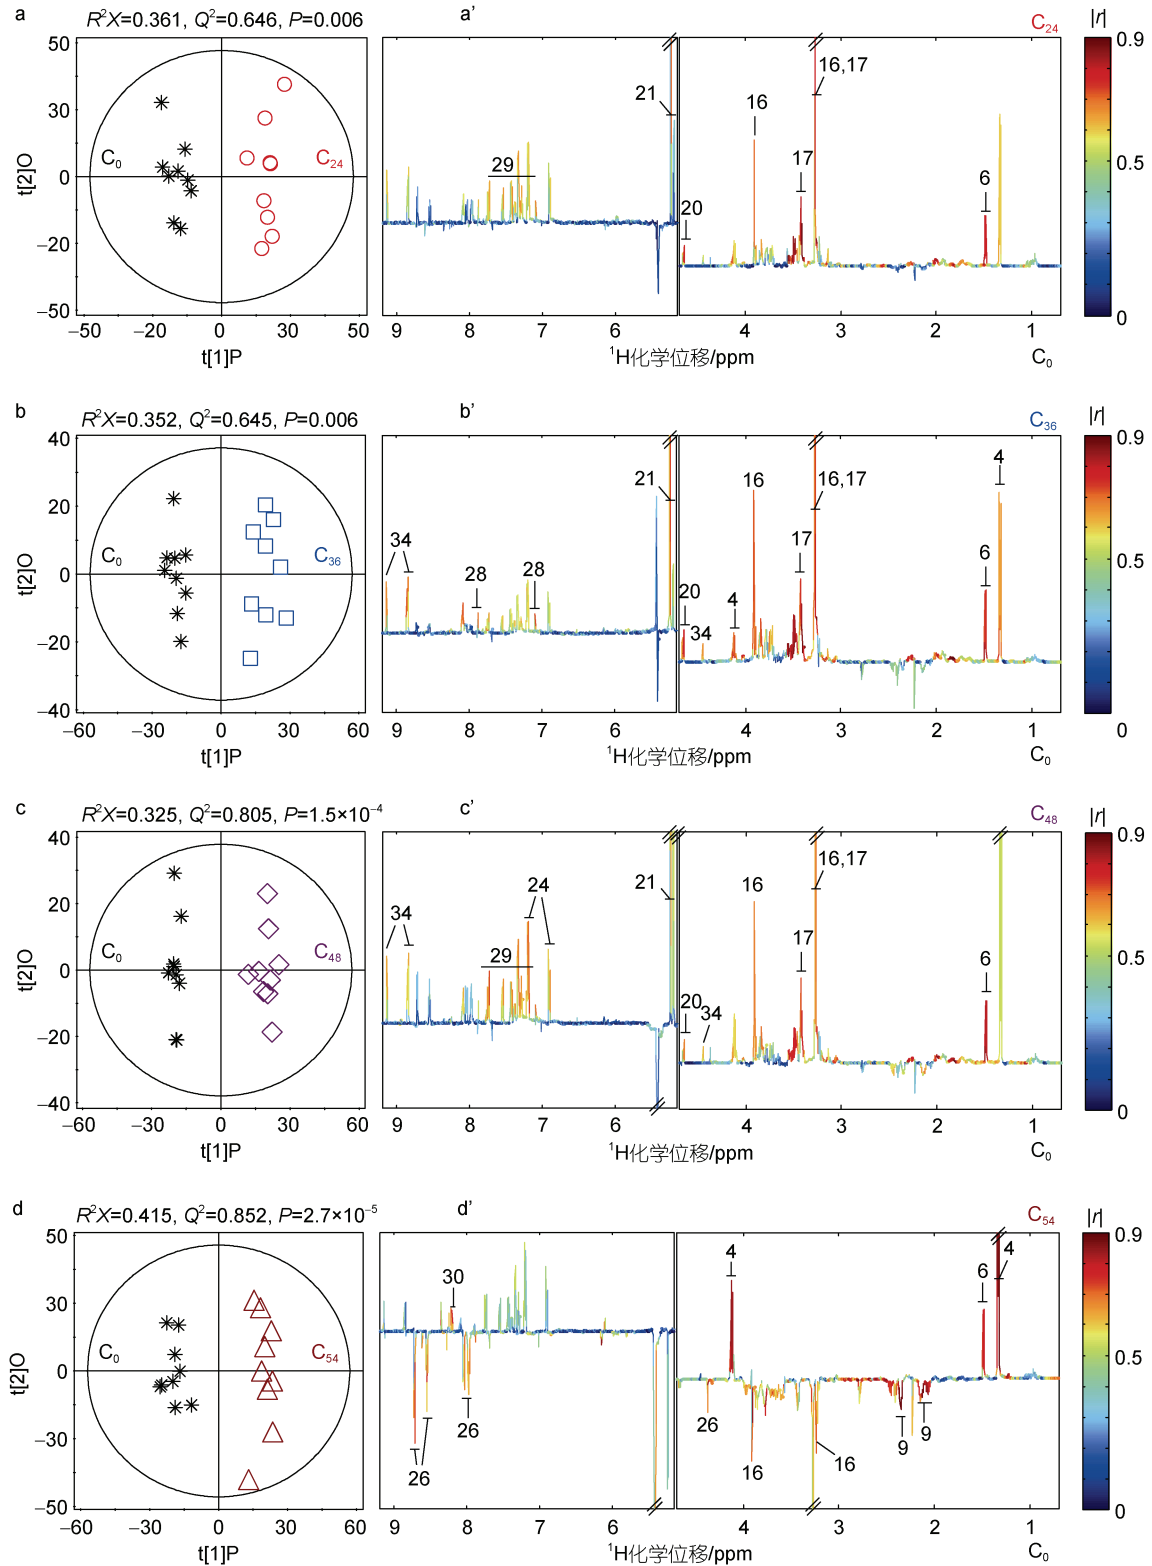 a R²X=0.361, Q²=0.646, P=0.006 a′ C₂₄ |r|
50 30 0 −20 −50
t[2]O
C₀ C₂₄
−50 −20 0 30 50
t[1]P
29 21 20 16 17 16,17 6
9 8 7 6 4 3 2 1
¹H化学位移/ppm C₀
0.9 0.5 0
b R²X=0.352, Q²=0.645, P=0.006 b′ C₃₆ |r|
40 20 0 −20 −40
t[2]O
C₀ C₃₆
−60 −30 0 30 60
t[1]P
34 28 28 21 20 34 4 16 17 16,17 6 4
9 8 7 6 4 3 2 1
¹H化学位移/ppm C₀
0.9 0.5 0
c R²X=0.325, Q²=0.805, P=1.5×10⁻⁴ c′ C₄₈ |r|
40 20 0 −20 −40
t[2]O
C₀ C₄₈
−60 −30 0 30 60
t[1]P
34 29 24 21 20 34 16 17 16,17 6
9 8 7 6 4 3 2 1
¹H化学位移/ppm C₀
0.9 0.5 0
d R²X=0.415, Q²=0.852, P=2.7×10⁻⁵ d′ C₅₄ |r|
50 30 0 −30 −50
t[2]O
C₀ C₅₄
−60 −30 0 30 60
t[1]P
30 26 26 4 26 16 16 9 9 6 4
9 8 7 6 4 3 2 1
¹H化学位移/ppm C₀
0.9 0.5 0